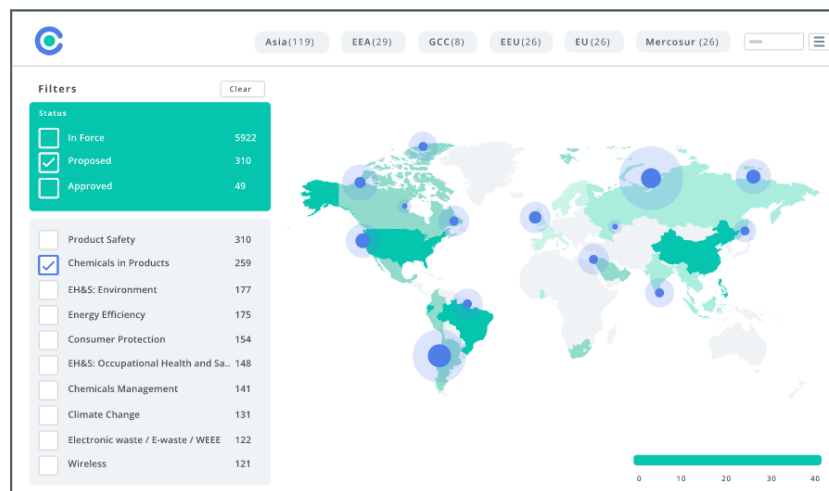 Asia(119) EEA(29) GCC(8) EEU(26) EU(26) Mercosur (26)
Filters Clear
Status
In Force 5922
Proposed 310
Approved 49
Product Safety 310
Chemicals in Products 259
EH&S: Environment 177
Energy Efficiency 175
Consumer Protection 154
EH&S: Occupational Health and Sa.. 148
Chemicals Management 141
Climate Change 131
Electronic waste / E-waste / WEEE 122
Wireless 121
0 10 20 30 40